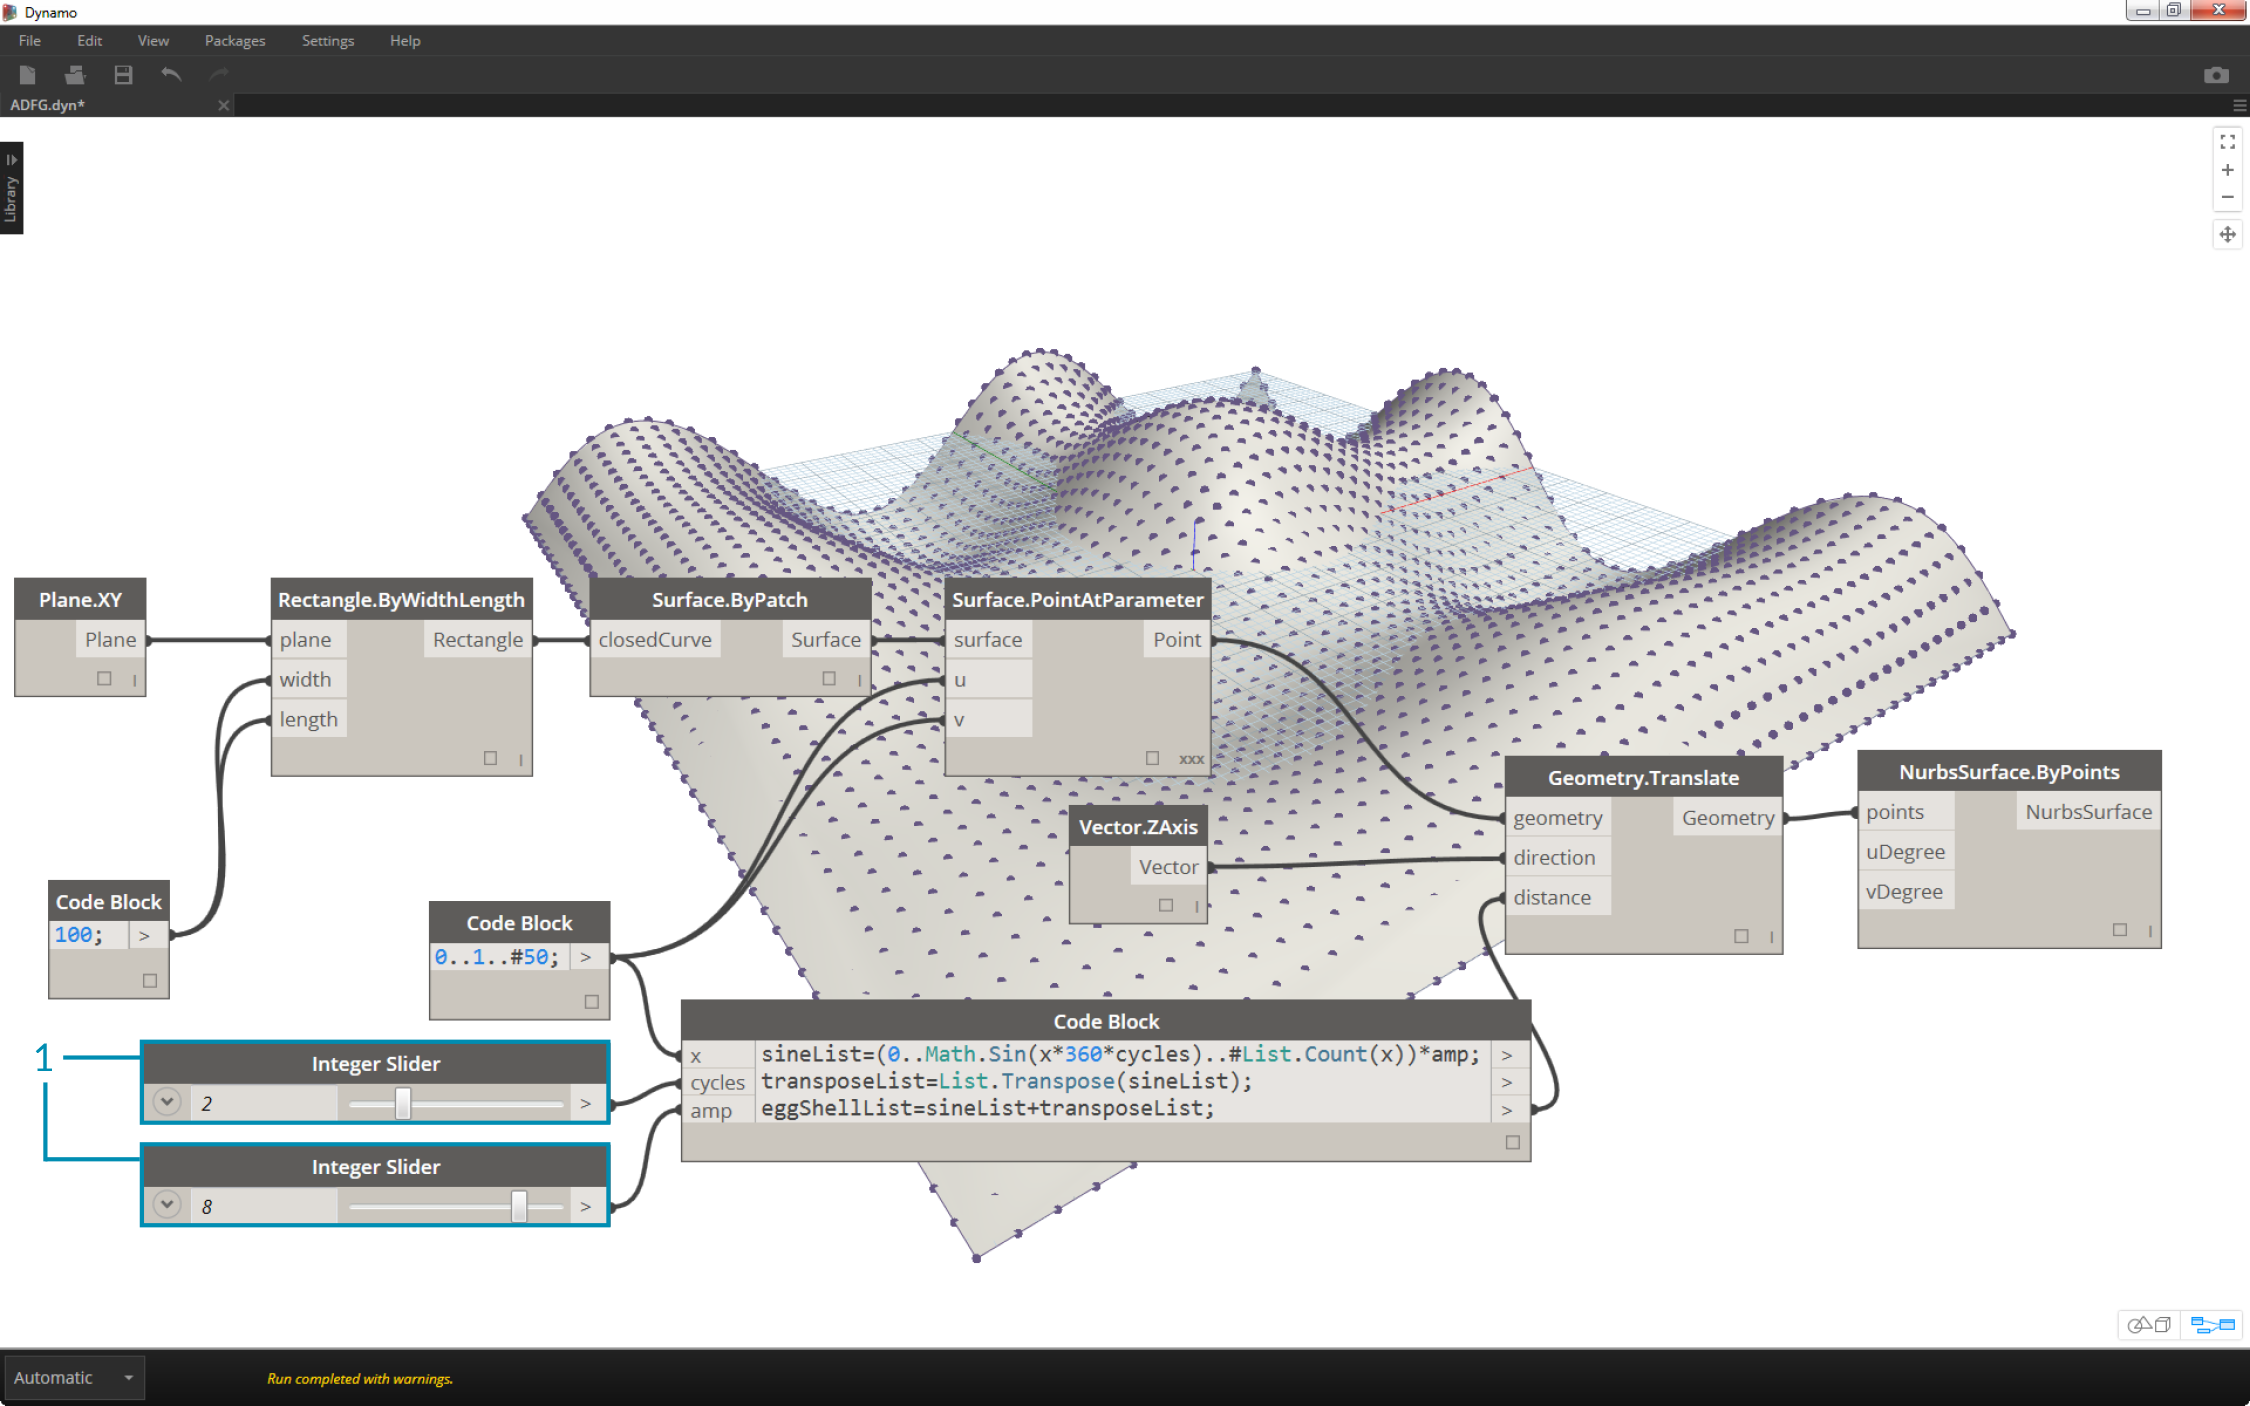 Dynamo
File Edit View Packages Settings Help
ADFG.dyn*
Library
Plane.XY
Plane
Rectangle.ByWidthLength
plane Rectangle
width
length
Surface.ByPatch
closedCurve Surface
Surface.PointAtParameter
surface Point
u
v
xxx
Vector.ZAxis
Vector
Geometry.Translate
geometry Geometry
direction
distance
NurbsSurface.ByPoints
points NurbsSurface
uDegree
vDegree
Code Block
100; >
Code Block
0..1..#50; >
Code Block
x sineList=(0..Math.Sin(x*360*cycles)..#List.Count(x))*amp; >
cycles transposeList=List.Transpose(sineList); >
amp eggShellList=sineList+transposeList; >
1
Integer Slider
2 >
Integer Slider
8 >
Automatic
Run completed with warnings.